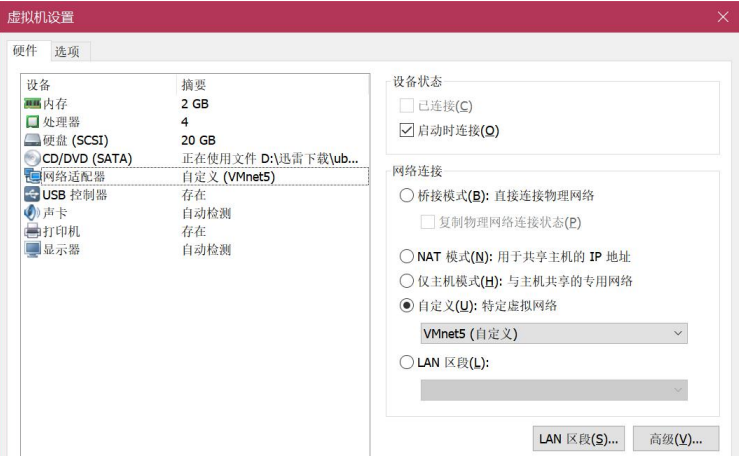 虚拟机设置
硬件 选项
设备 摘要
内存 2 GB
处理器 4
硬盘 (SCSI) 20 GB
CD/DVD (SATA) 正在使用文件 D:\迅雷下载\ub...
网络适配器 自定义 (VMnet5)
USB 控制器 存在
声卡 自动检测
打印机 存在
显示器 自动检测
设备状态
已连接(C)
启动时连接(O)
网络连接
桥接模式(B): 直接连接物理网络
复制物理网络连接状态(P)
NAT 模式(N): 用于共享主机的 IP 地址
仅主机模式(H): 与主机共享的专用网络
自定义(U): 特定虚拟网络
VMnet5 (自定义)
LAN 区段(L):
LAN 区段(S)... 高级(V)...